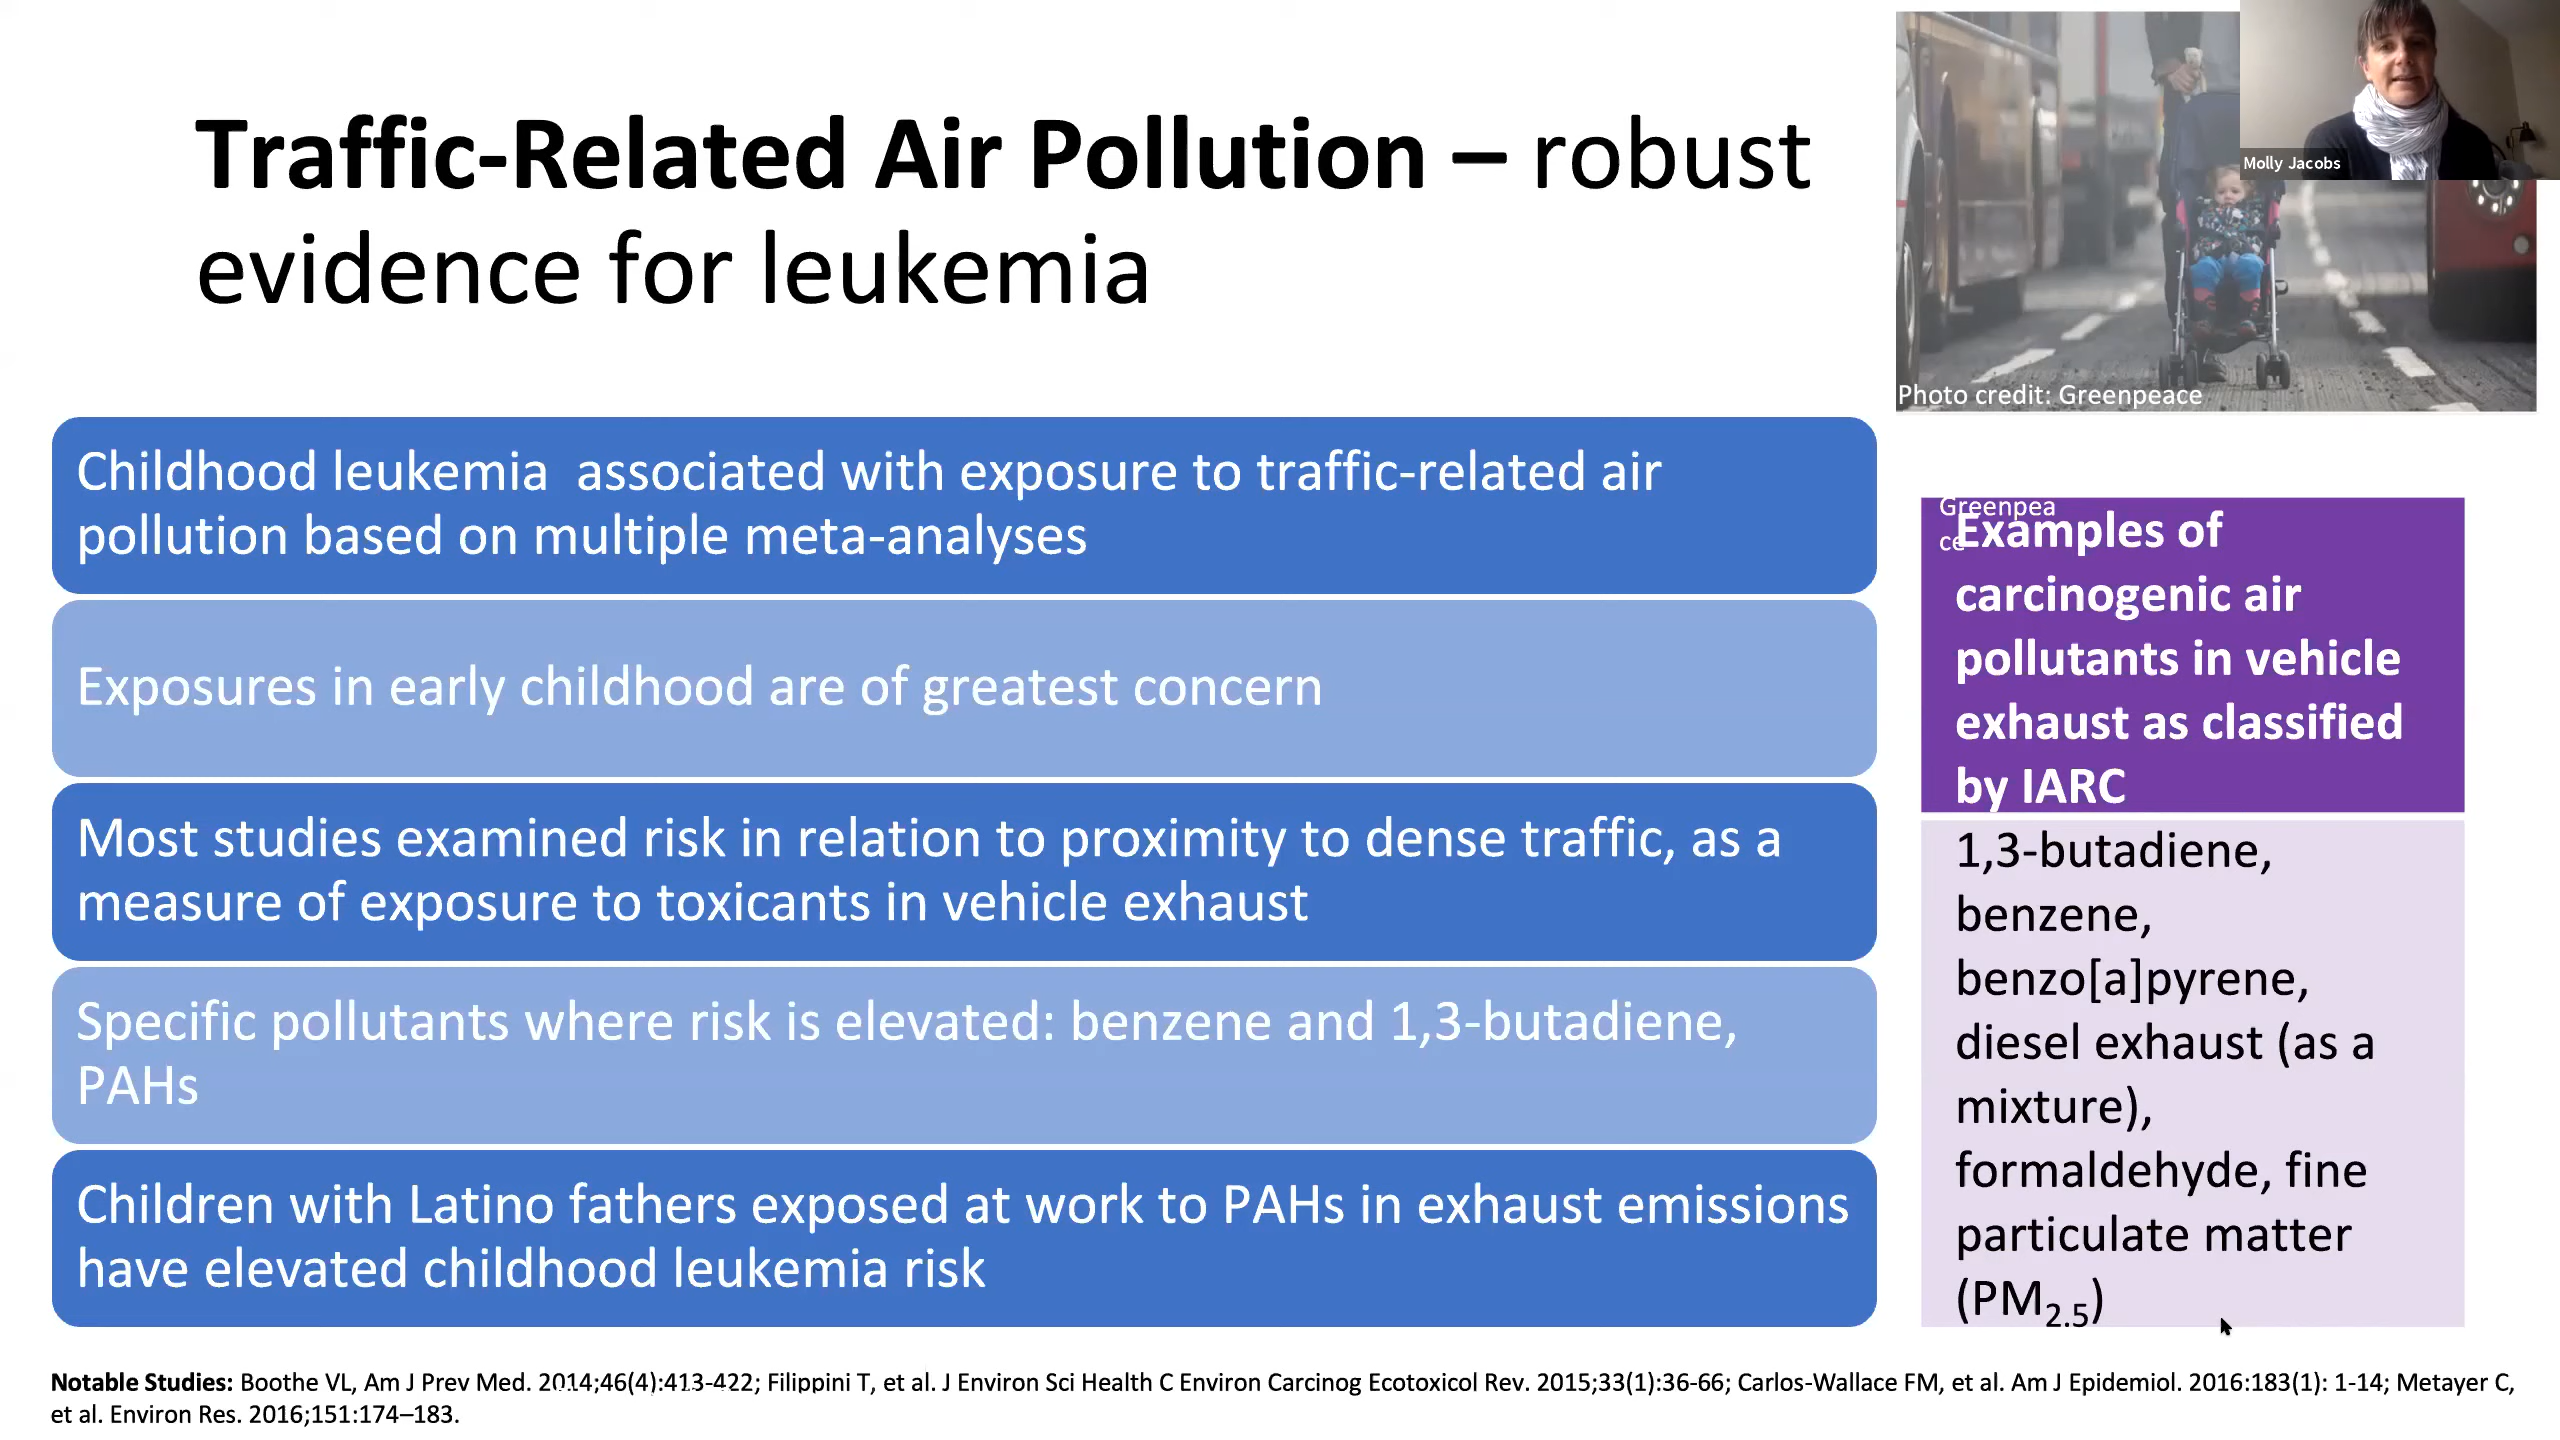 Traffic-Related Air Pollution – robust
evidence for leukemia
Molly Jacobs
Photo credit: Greenpeace
Childhood leukemia  associated with exposure to traffic-related air
pollution based on multiple meta-analyses
Exposures in early childhood are of greatest concern
Most studies examined risk in relation to proximity to dense traffic, as a
measure of exposure to toxicants in vehicle exhaust
Specific pollutants where risk is elevated: benzene and 1,3-butadiene,
PAHs
Children with Latino fathers exposed at work to PAHs in exhaust emissions
have elevated childhood leukemia risk
Greenpea
ce
Examples of
carcinogenic air
pollutants in vehicle
exhaust as classified
by IARC
1,3-butadiene,
benzene,
benzo[a]pyrene,
diesel exhaust (as a
mixture),
formaldehyde, fine
particulate matter
(PM2.5)
Notable Studies: Boothe VL, Am J Prev Med. 2014;46(4):413-422; Filippini T, et al. J Environ Sci Health C Environ Carcinog Ecotoxicol Rev. 2015;33(1):36-66; Carlos-Wallace FM, et al. Am J Epidemiol. 2016:183(1): 1-14; Metayer C,
et al. Environ Res. 2016;151:174–183.